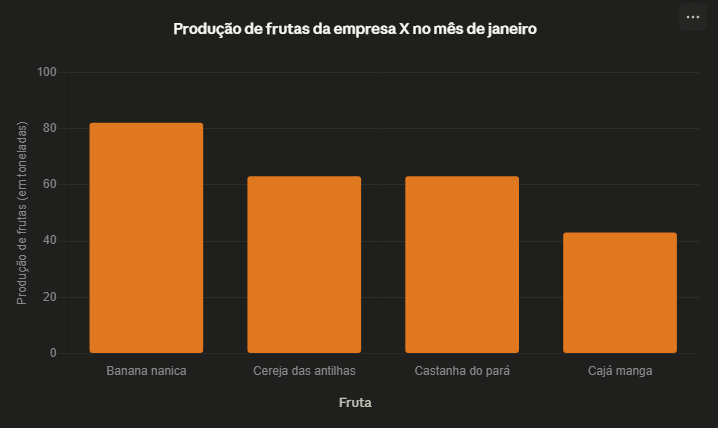 Produção de frutas da empresa X no mês de janeiro
Produção de frutas (em toneladas)
100
80
60
40
20
0
Banana nanica Cereja das antilhas Castanha do pará Cajá manga
Fruta